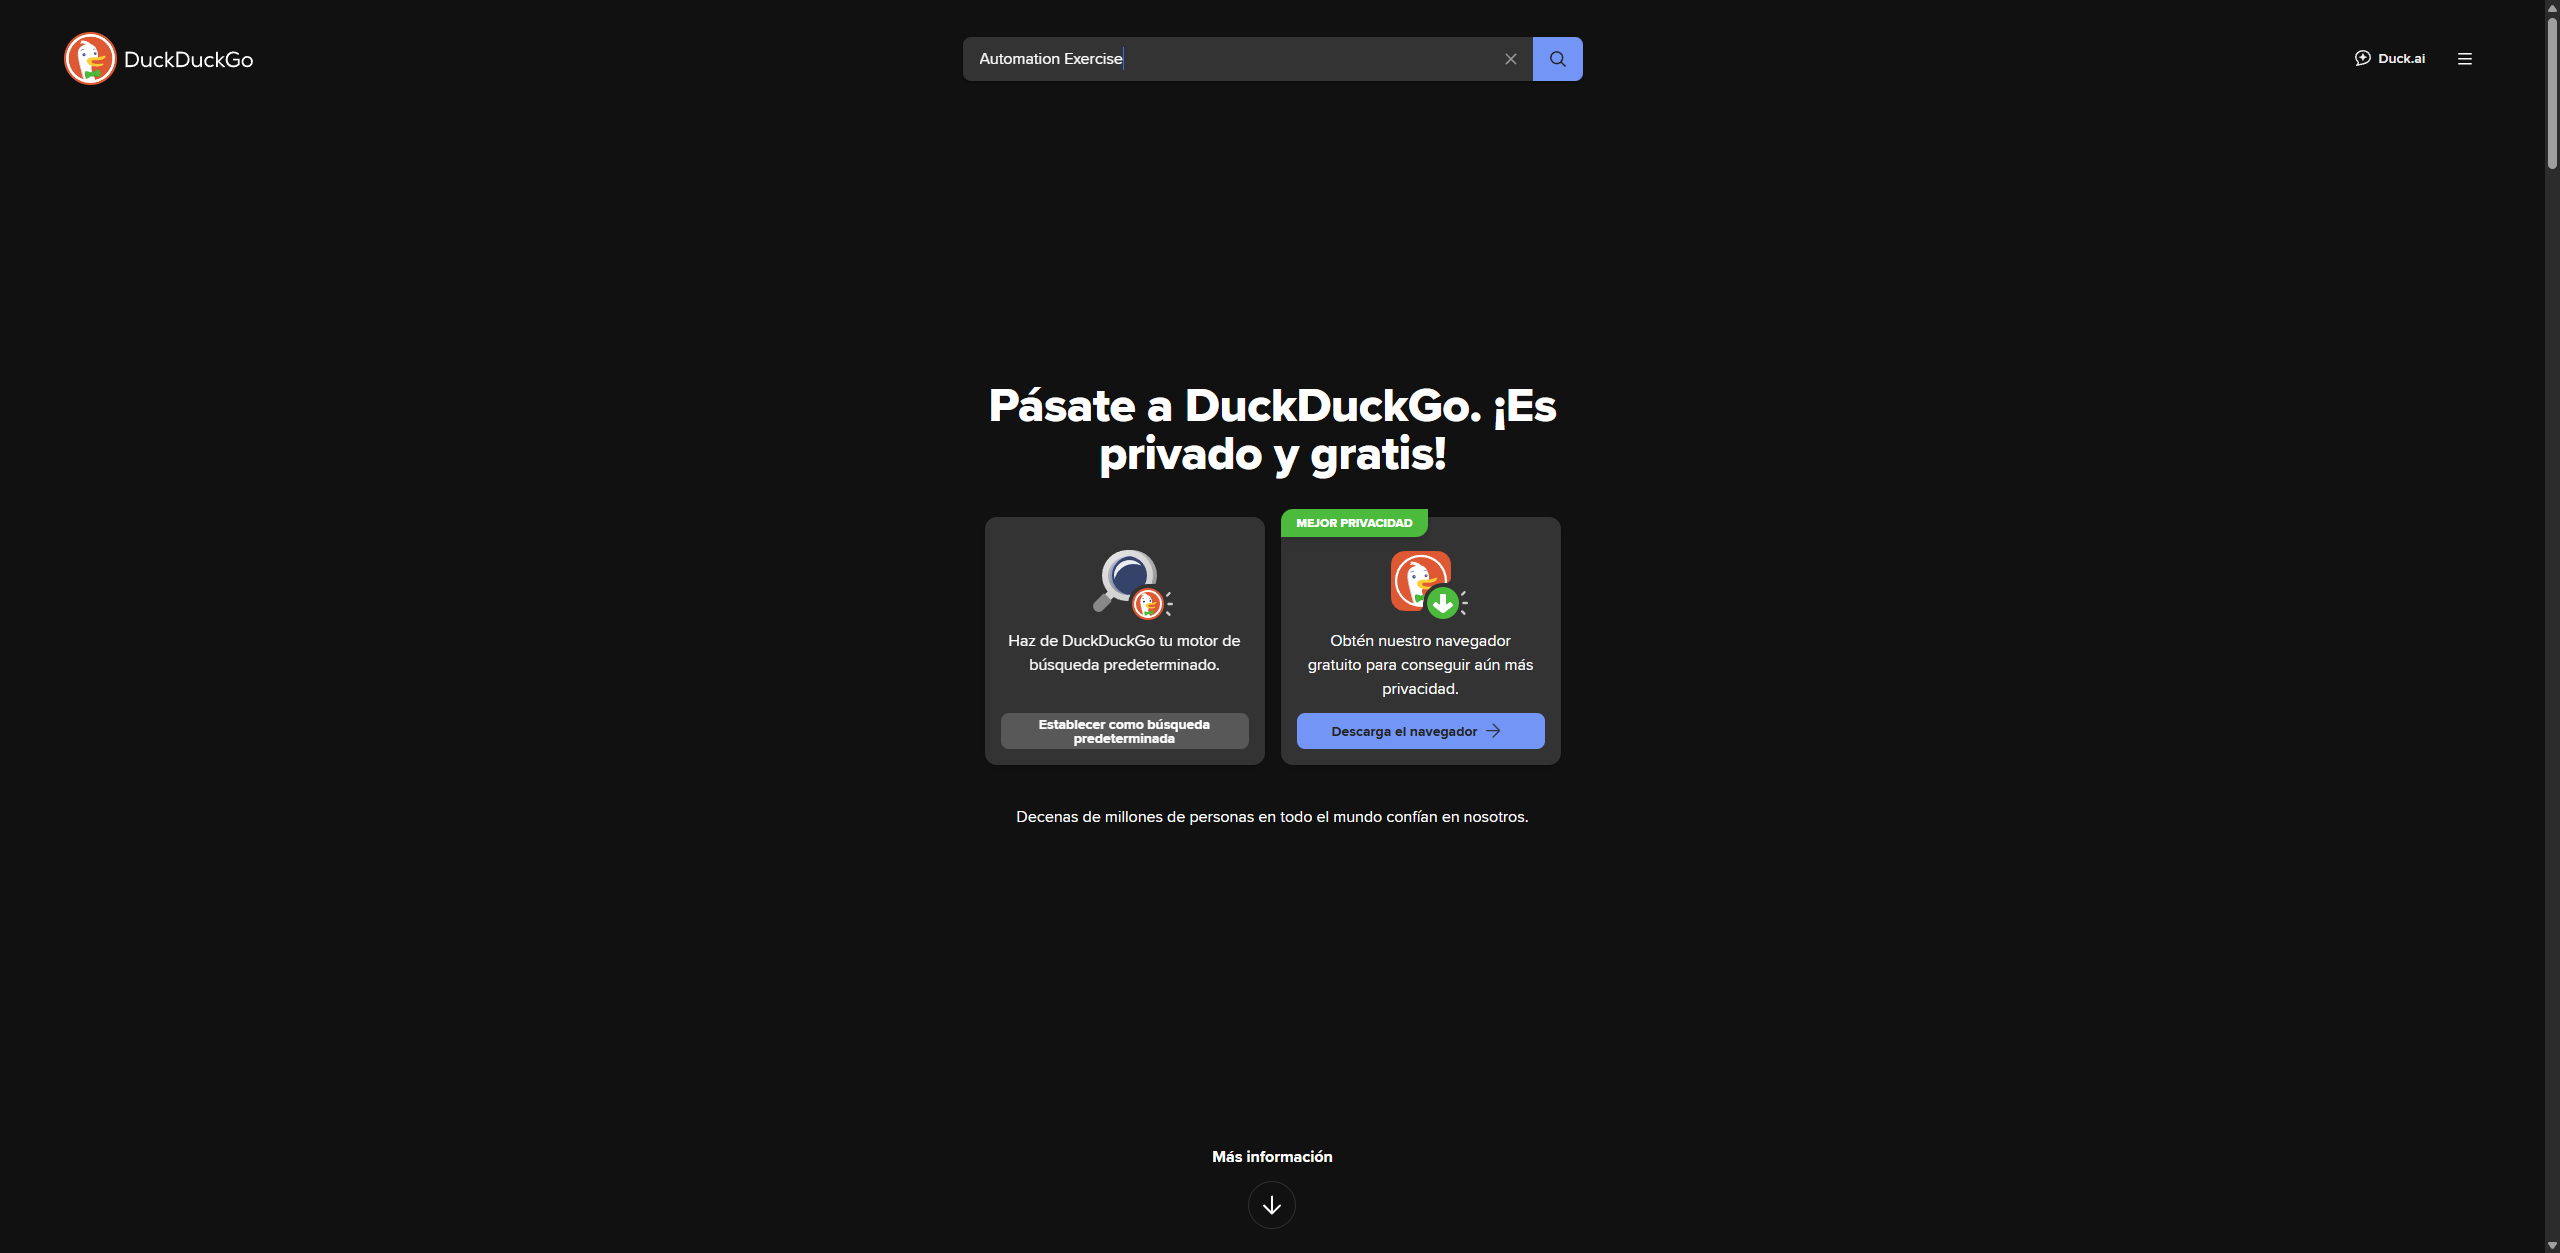 DuckDuckGo
Automation Exercise
Duck.ai
Pásate a DuckDuckGo. ¡Es
privado y gratis!
Haz de DuckDuckGo tu motor de
búsqueda predeterminado.
Establecer como búsqueda
predeterminada
MEJOR PRIVACIDAD
Obtén nuestro navegador
gratuito para conseguir aún más
privacidad.
Descarga el navegador
Decenas de millones de personas en todo el mundo confían en nosotros.
Más información